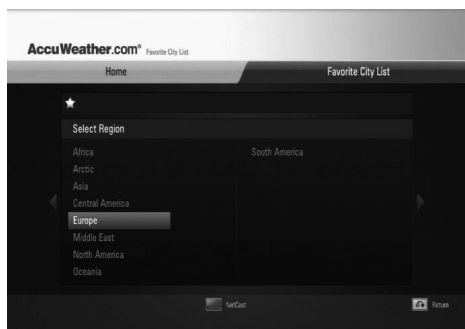 AccuWeather.com® Favorite City List
Home Favorite City List
Select Region
Africa South America
Arctic
Asia
Central America
Europe
Middle East
North America
Oceania
NetCast Return